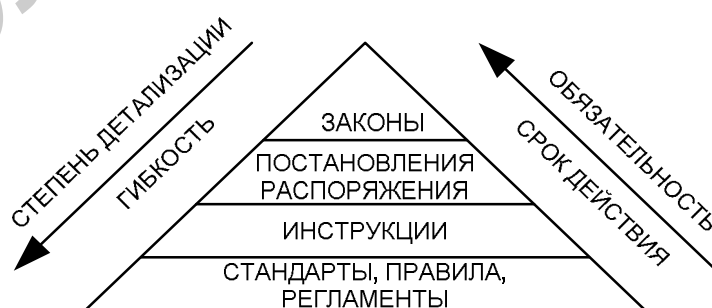 СТЕПЕНЬ ДЕТАЛИЗАЦИИ
ГИБКОСТЬ
ОБЯЗАТЕЛЬНОСТЬ
СРОК ДЕЙСТВИЯ
ЗАКОНЫ
ПОСТАНОВЛЕНИЯ
РАСПОРЯЖЕНИЯ
ИНСТРУКЦИИ
СТАНДАРТЫ, ПРАВИЛА,
РЕГЛАМЕНТЫ